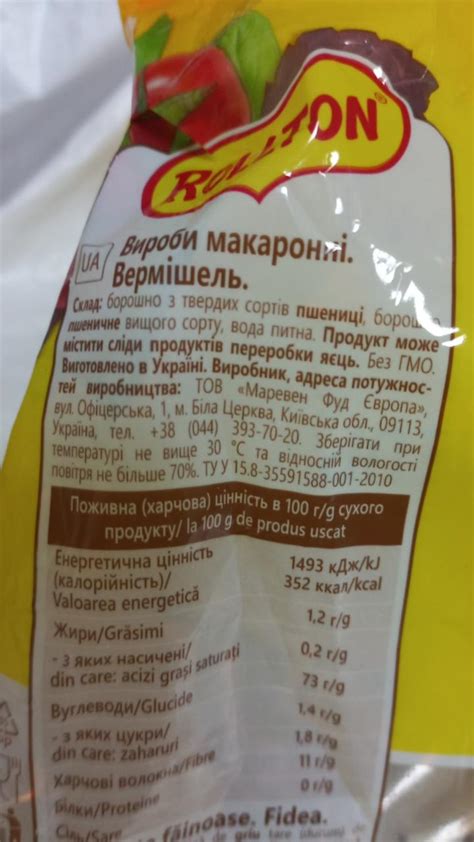 ROLLTON
UA
Вироби макаронні.
Вермішель.
Склад: борошно з твердих сортів пшениці, борошно
пшеничне вищого сорту, вода питна. Продукт може
містити сліди продуктів переробки яєць. Без ГМО.
Виготовлено в Україні. Виробник, адреса потужнос-
тей виробництва: ТОВ «Маревен Фуд Європа»,
вул. Офіцерська, 1, м. Біла Церква, Київська обл., 09113,
Україна, тел. +38 (044) 393-70-20. Зберігати при
температурі не вище 30 °С та відносній вологості
повітря не більше 70%. ТУ У 15.8-35591588-001-2010
Поживна (харчова) цінність в 100 г/g сухого
продукту/ la 100 g de produs uscat
Енергетична цінність
(калорійність)/
Valoarea energetică
1493 кДж/kJ
352 ккал/kcal
Жири/Grăsimi 1,2 г/g
- з яких насичені/
din care: acizi grași saturați 0,2 г/g
Вуглеводи/Glucide 73 г/g
- з яких цукри/
din care: zaharuri 1,4 г/g
Харчові волокна/Fibre 1,8 г/g
Білки/Proteine 11 г/g
Сіль/Sare 0 г/g
făinoase. Fidea.
de grâu tare